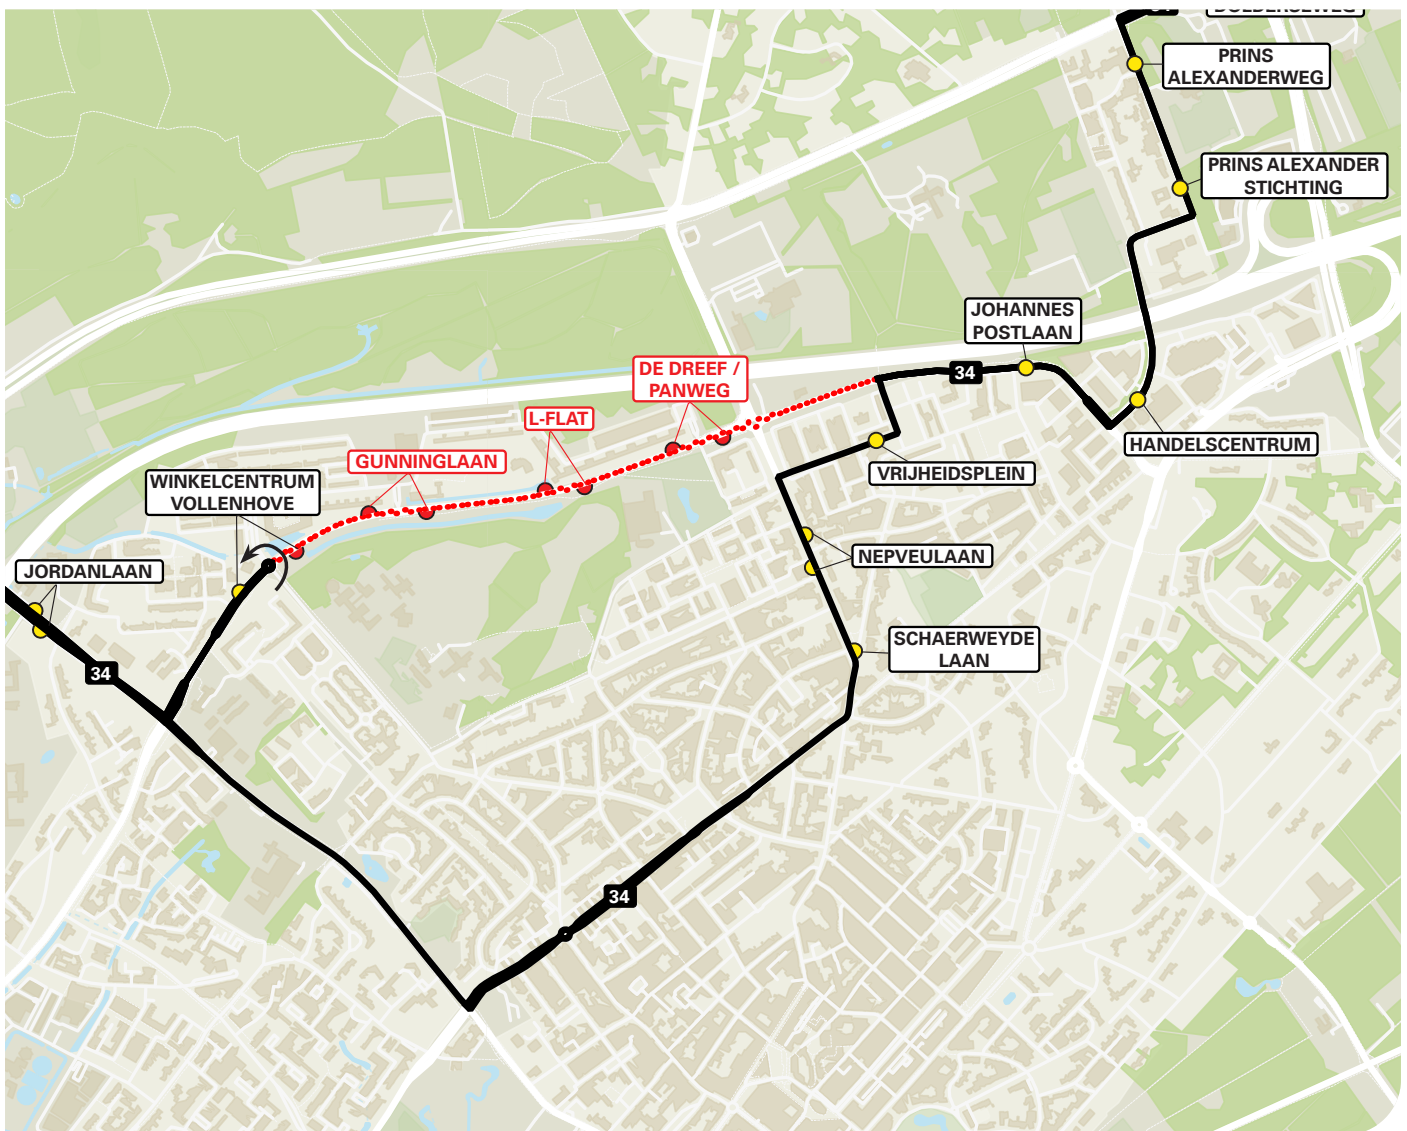 PRINS
ALEXANDERWEG
PRINS ALEXANDER
STICHTING
JOHANNES
POSTLAAN
34
HANDELSCENTRUM
DE DREEF /
PANWEG
L-FLAT
GUNNINGLAAN
VRIJHEIDSPLEIN
WINKELCENTRUM
VOLLENHOVE
NEPVEULAAN
JORDANLAAN
SCHAERWEYDE
LAAN
34
34